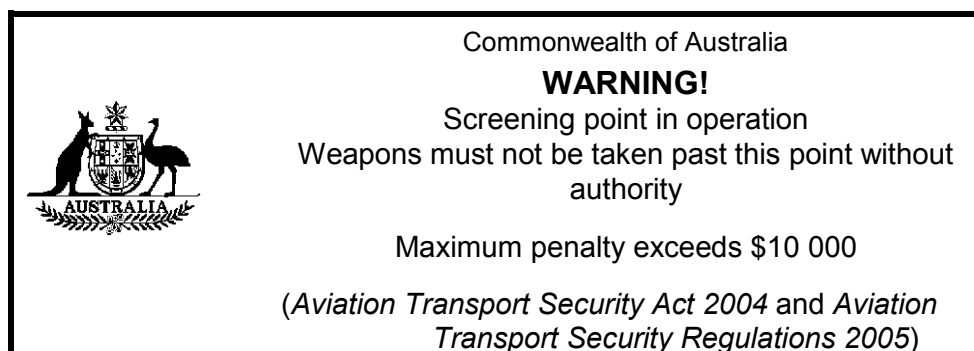 Commonwealth of Australia
WARNING!
Screening point in operation
Weapons must not be taken past this point without
authority
AUSTRALIA
Maximum penalty exceeds $10 000
(Aviation Transport Security Act 2004 and Aviation
Transport Security Regulations 2005)